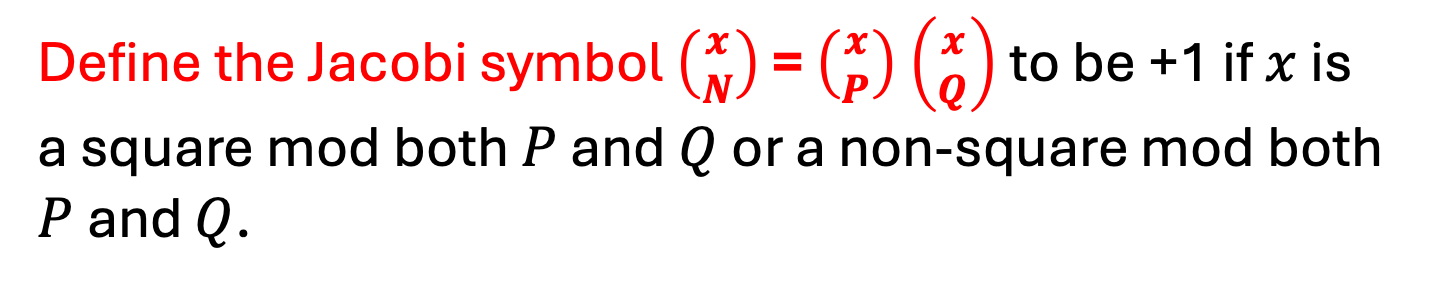 Define the Jacobi symbol (x/N) = (x/P) (x/Q) to be +1 if x is
a square mod both P and Q or a non-square mod both
P and Q.